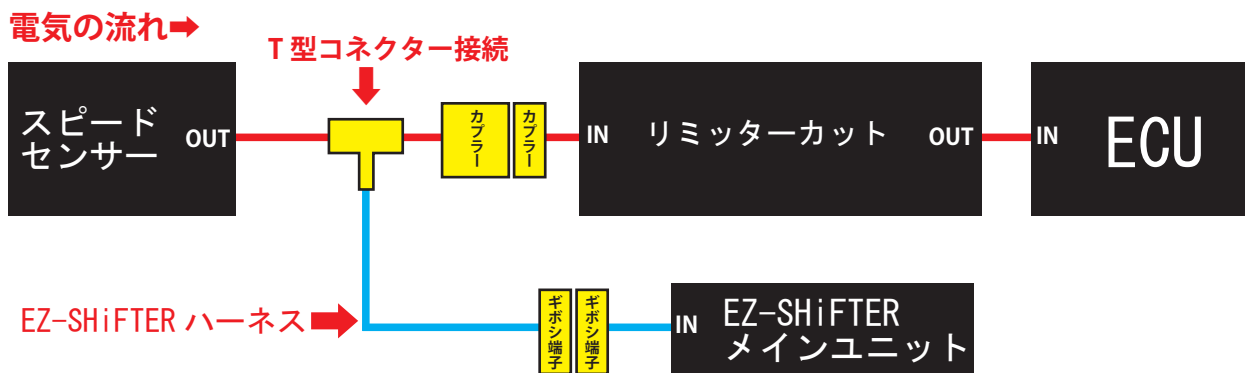 電気の流れ➡
T型コネクター接続
スピード
センサー
OUT
カプラー
カプラー
IN
リミッターカット
OUT
IN
ECU
EZ-SHiFTER ハーネス
ギボシ端子
ギボシ端子
IN
EZ-SHiFTER
メインユニット